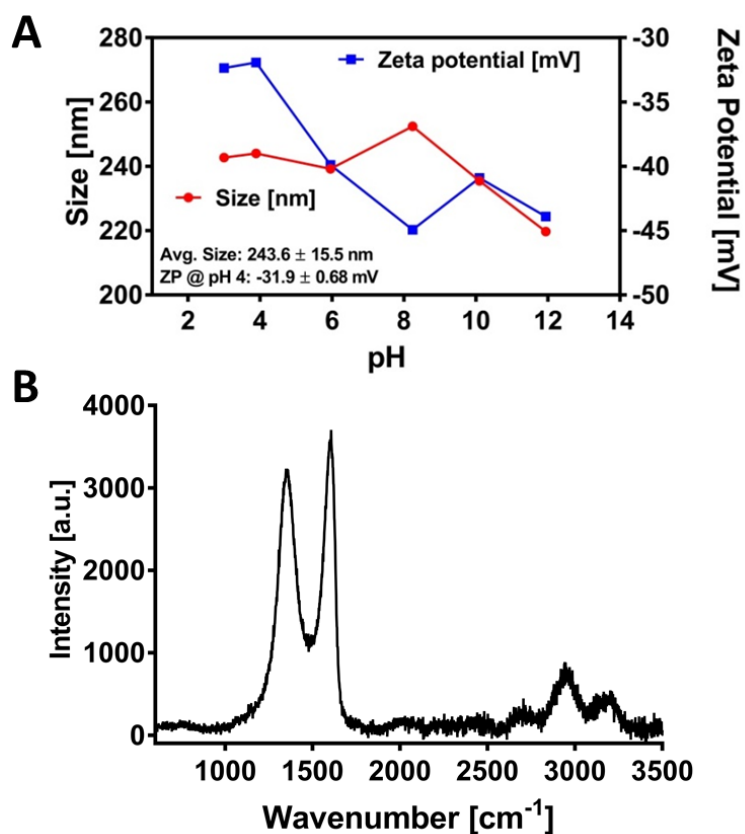 A
280
260
240
220
200
Size [nm]
Zeta potential [mV]
Size [nm]
Avg. Size: 243.6 ± 15.5 nm
ZP @ pH 4: -31.9 ± 0.68 mV
-30
-35
-40
-45
-50
Zeta Potential [mV]
2 4 6 8 10 12 14
pH
B
4000
3000
2000
1000
0
Intensity [a.u.]
1000 1500 2000 2500 3000 3500
Wavenumber [cm⁻¹]